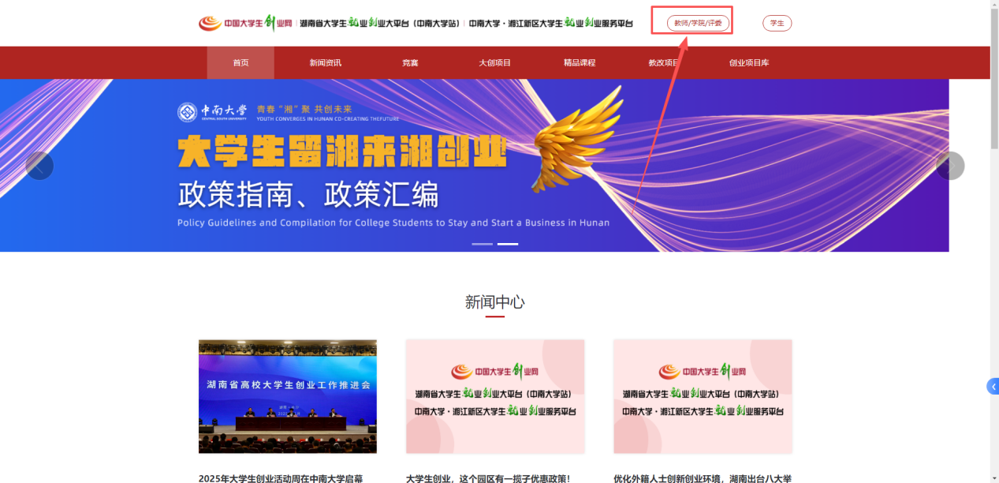 中国大学生创业网 湖南省大学生就业创业大平台（中南大学站） 中南大学·湘江新区大学生就业创业服务平台 教师/学院/评委 学生
首页 新闻资讯 竞赛 大创项目 精品课程 教改项目 创业项目库
中南大学 青春“湘”聚 共创未来
CENTRAL SOUTH UNIVERSITY YOUTH CONVERGES IN HUNAN CO-CREATING THEFUTURE
大学生留湘来湘创业
政策指南、政策汇编
Policy Guidelines and Compilation for College Students to Stay and Start a Business in Hunan
新闻中心
湖南省高校大学生创业工作推进会
中国大学生创业网
湖南省大学生就业创业大平台（中南大学站）
中南大学·湘江新区大学生就业创业服务平台
中国大学生创业网
湖南省大学生就业创业大平台（中南大学站）
中南大学·湘江新区大学生就业创业服务平台
2025年大学生创业活动周在中南大学启幕
大学生创业，这个园区有一揽子优惠政策！
优化外籍人士创新创业环境，湖南出台八大举